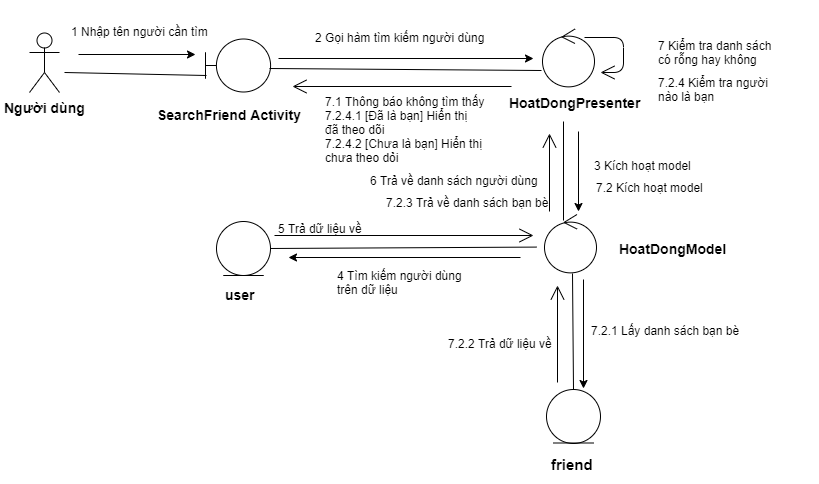 1 Nhập tên người cần tìm
2 Gọi hàm tìm kiếm người dùng
7 Kiểm tra danh sách
có rỗng hay không
7.2.4 Kiểm tra người
nào là bạn
Người dùng
SearchFriend Activity
HoatDongPresenter
7.1 Thông báo không tìm thấy
7.2.4.1 [Đã là bạn] Hiển thị
đã theo dõi
7.2.4.2 [Chưa là bạn] Hiển thị
chưa theo dỏi
3 Kích hoạt model
6 Trả về danh sách người dùng
7.2 Kích hoạt model
7.2.3 Trả về danh sách bạn bè
5 Trả dữ liệu về
HoatDongModel
4 Tìm kiếm người dùng
trên dữ liệu
user
7.2.1 Lấy danh sách bạn bè
7.2.2 Trả dữ liệu về
friend